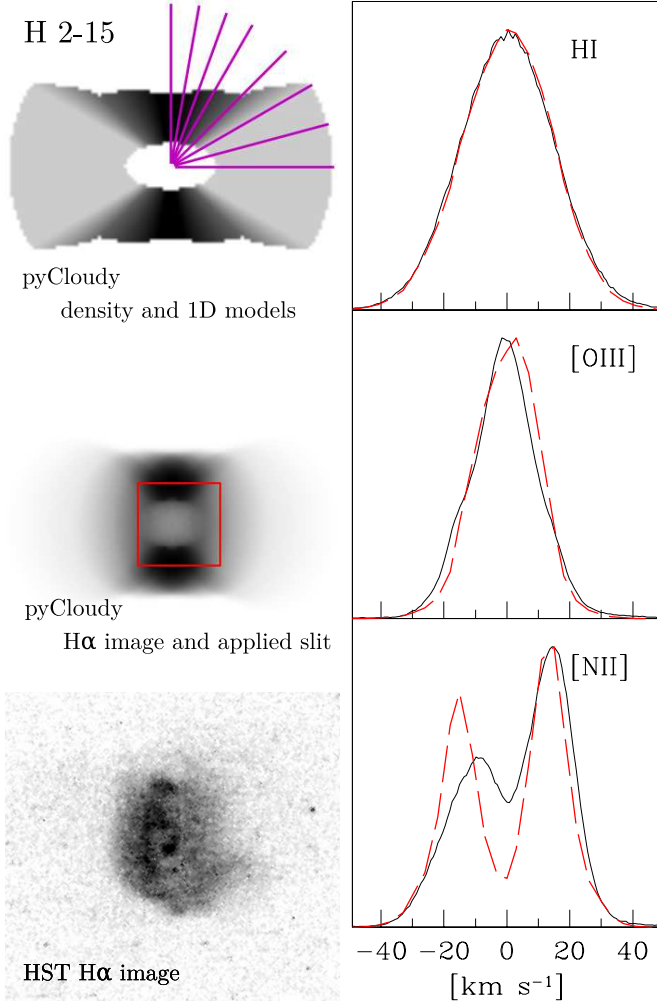 H 2-15
pyCloudy
density and 1D models
pyCloudy
Hα image and applied slit
HST Hα image
HI
[OIII]
[NII]
−40 −20 0 20 40
[km s⁻¹]